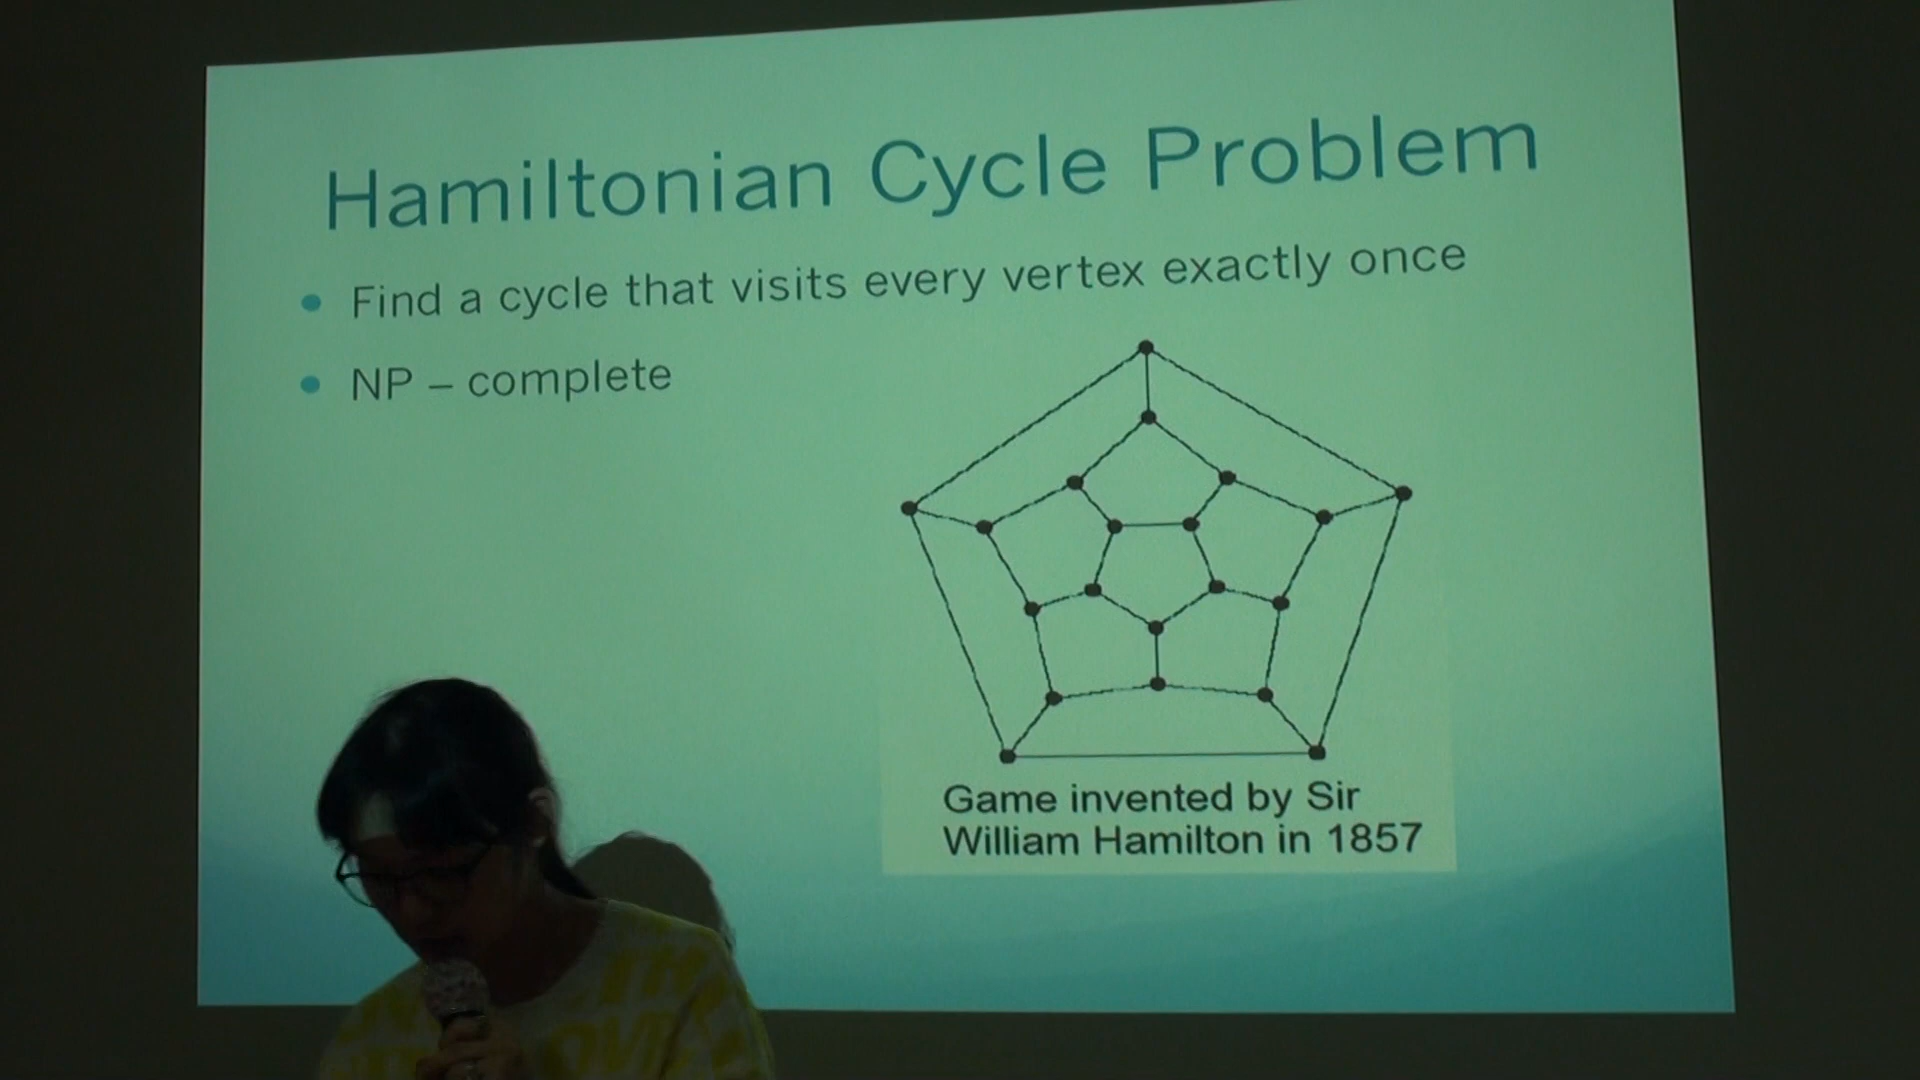 Hamiltonian Cycle Problem
• Find a cycle that visits every vertex exactly once
• NP – complete
Game invented by Sir
William Hamilton in 1857